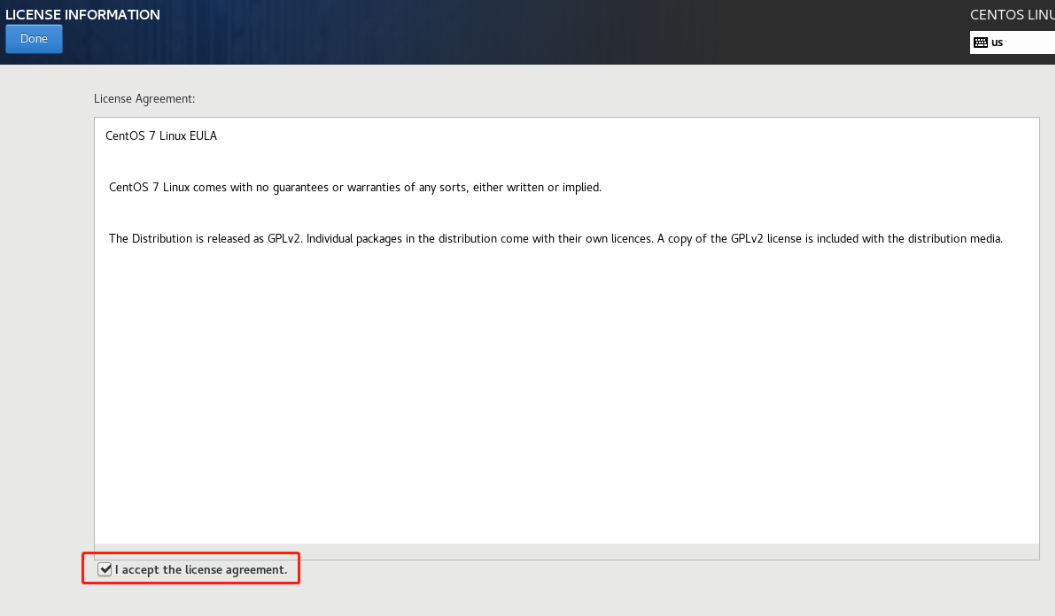 LICENSE INFORMATION
CENTOS LINU
Done
us
License Agreement:
CentOS 7 Linux EULA
CentOS 7 Linux comes with no guarantees or warranties of any sorts, either written or implied.
The Distribution is released as GPLv2. Individual packages in the distribution come with their own licences. A copy of the GPLv2 license is included with the distribution media.
I accept the license agreement.